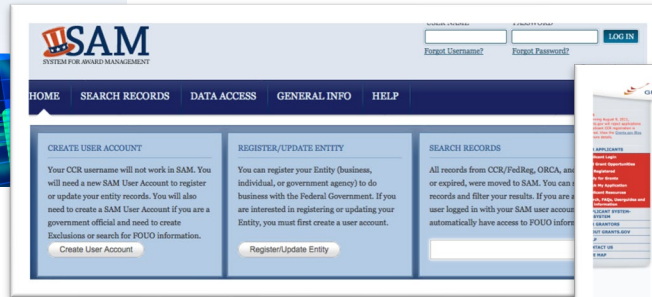 USER NAME PASSWORD
SAM
SYSTEM FOR AWARD MANAGEMENT
LOG IN
Forgot Username? Forgot Password?
HOME SEARCH RECORDS DATA ACCESS GENERAL INFO HELP
CREATE USER ACCOUNT
Your CCR username will not work in SAM. You
will need a new SAM User Account to register
or update your entity records. You will also
need to create a SAM User Account if you are a
government official and need to create
Exclusions or search for FOUO information.
Create User Account
REGISTER/UPDATE ENTITY
You can register your Entity (business,
individual, or government agency) to do
business with the Federal Government. If you
are interested in registering or updating your
Entity, you must first create a user account.
Register/Update Entity
SEARCH RECORDS
All records from CCR/FedReg, ORCA, and
or expired, were moved to SAM. You can s
records and filter your results. If you are a
user logged in with your SAM user accoun
automatically have access to FOUO inform
APPLICANTS